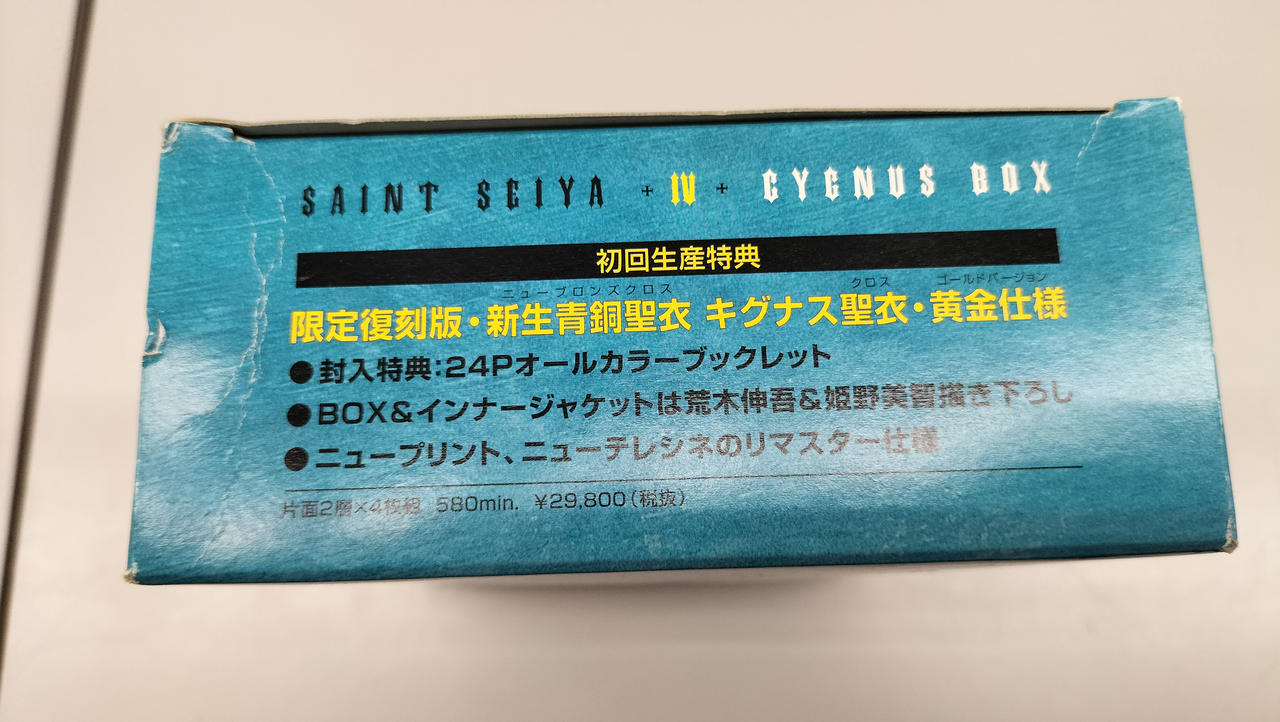 SAINT SEIYA +IV+ CYGNUS BOX
初回生産特典
ニューブロンズクロス クロス ゴールドバージョン
限定復刻版・新生青銅聖衣 キグナス聖衣・黄金仕様
●封入特典:24Pオールカラーブックレット
●BOX&インナージャケットは荒木伸吾&姫野美智描き下ろし
●ニュープリント、ニューテレシネのリマスター仕様
片面2層×4枚組 580min. ¥29,800(税抜)